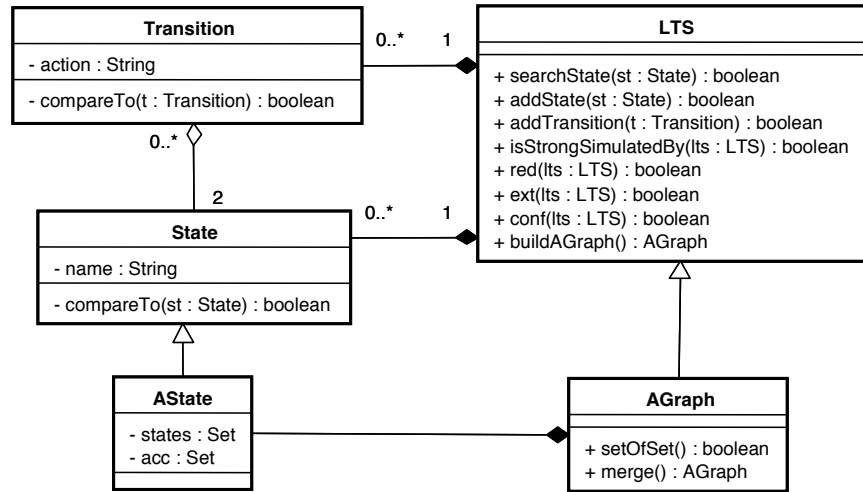 Transition
- action : String
- compareTo(t : Transition) : boolean
0..* 1
LTS
+ searchState(st : State) : boolean
+ addState(st : State) : boolean
+ addTransition(t : Transition) : boolean
+ isStrongSimulatedBy(lts : LTS) : boolean
+ red(lts : LTS) : boolean
+ ext(lts : LTS) : boolean
+ conf(lts : LTS) : boolean
+ buildAGraph() : AGraph
0..*
2
0..* 1
State
- name : String
- compareTo(st : State) : boolean
AState
- states : Set
- acc : Set
AGraph
+ setOfSet() : boolean
+ merge() : AGraph